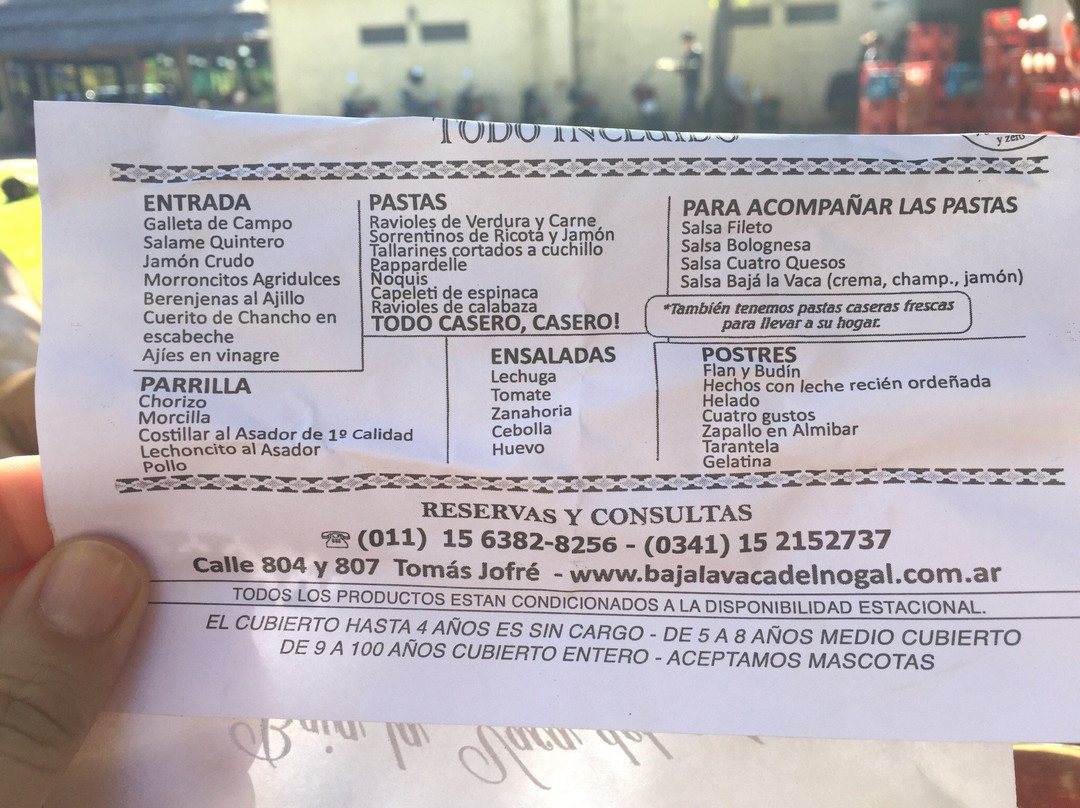 TODO INCLUIDO
y zero
ENTRADA
Galleta de Campo
Salame Quintero
Jamón Crudo
Morroncitos Agridulces
Berenjenas al Ajillo
Cuerito de Chancho en
escabeche
Ajíes en vinagre
PASTAS
Ravioles de Verdura y Carne
Sorrentinos de Ricota y Jamón
Tallarines cortados a cuchillo
Pappardelle
Ñoquis
Capeleti de espinaca
Ravioles de calabaza
TODO CASERO, CASERO!
PARA ACOMPAÑAR LAS PASTAS
Salsa Fileto
Salsa Bolognesa
Salsa Cuatro Quesos
Salsa Bajá la Vaca (crema, champ., jamón)
*También tenemos pastas caseras frescas
para llevar a su hogar.
PARRILLA
Chorizo
Morcilla
Costillar al Asador de 1º Calidad
Lechoncito al Asador
Pollo
ENSALADAS
Lechuga
Tomate
Zanahoria
Cebolla
Huevo
POSTRES
Flan y Budín
Hechos con leche recién ordeñada
Helado
Cuatro gustos
Zapallo en Almibar
Tarantela
Gelatina
RESERVAS Y CONSULTAS
(011) 15 6382-8256 - (0341) 15 2152737
Calle 804 y 807 Tomás Jofré - www.bajalavacadelnogal.com.ar
TODOS LOS PRODUCTOS ESTAN CONDICIONADOS A LA DISPONIBILIDAD ESTACIONAL.
EL CUBIERTO HASTA 4 AÑOS ES SIN CARGO - DE 5 A 8 AÑOS MEDIO CUBIERTO
DE 9 A 100 AÑOS CUBIERTO ENTERO - ACEPTAMOS MASCOTAS
Baja la Vaca del